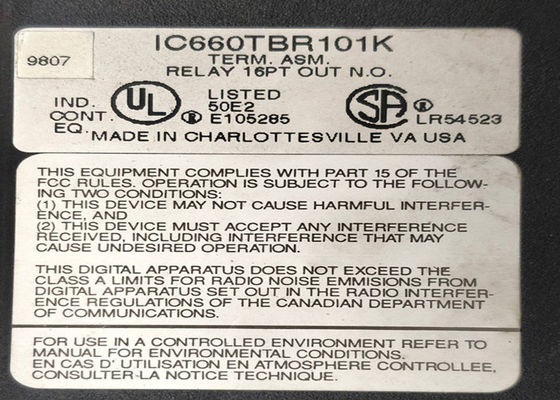 9807
IC660TBR101K
TERM. ASM.
RELAY 16PT OUT N.O.
IND.
CONT.
EQ.
UL
®
LISTED
50E2
E105285
SA
®
LR54523
MADE IN CHARLOTTESVILLE VA USA
THIS EQUIPMENT COMPLIES WITH PART 15 OF THE
FCC RULES. OPERATION IS SUBJECT TO THE FOLLOW-
ING TWO CONDITIONS:
(1) THIS DEVICE MAY NOT CAUSE HARMFUL INTERFER-
ENCE, AND
(2) THIS DEVICE MUST ACCEPT ANY INTERFERENCE
RECEIVED, INCLUDING INTERFERENCE THAT MAY
CAUSE UNDESIRED OPERATION.
THIS DIGITAL APPARATUS DOES NOT EXCEED THE
CLASS A LIMITS FOR RADIO NOISE EMMISIONS FROM
DIGITAL APPARATUS SET OUT IN THE RADIO INTERFER-
ENCE REGULATIONS OF THE CANADIAN DEPARTMENT
OF COMMUNICATIONS.
FOR USE IN A CONTROLLED ENVIRONMENT REFER TO
MANUAL FOR ENVIRONMENTAL CONDITIONS.
EN CAS D' UTILISATION EN ATMOSPHERE CONTROLLEE,
CONSULTER LA NOTICE TECHNIQUE.